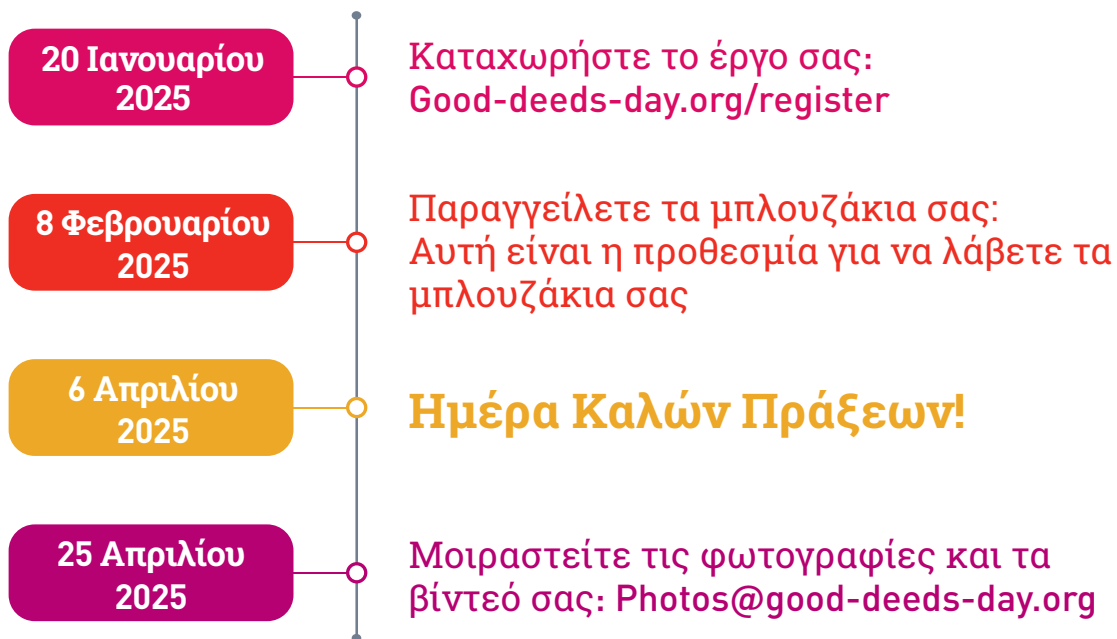 20 Ιανουαρίου
2025
Καταχωρήστε το έργο σας:
Good-deeds-day.org/register
8 Φεβρουαρίου
2025
Παραγγείλετε τα μπλουζάκια σας:
Αυτή είναι η προθεσμία για να λάβετε τα
μπλουζάκια σας
6 Απριλίου
2025
Ημέρα Καλών Πράξεων!
25 Απριλίου
2025
Μοιραστείτε τις φωτογραφίες και τα
βίντεό σας: Photos@good-deeds-day.org